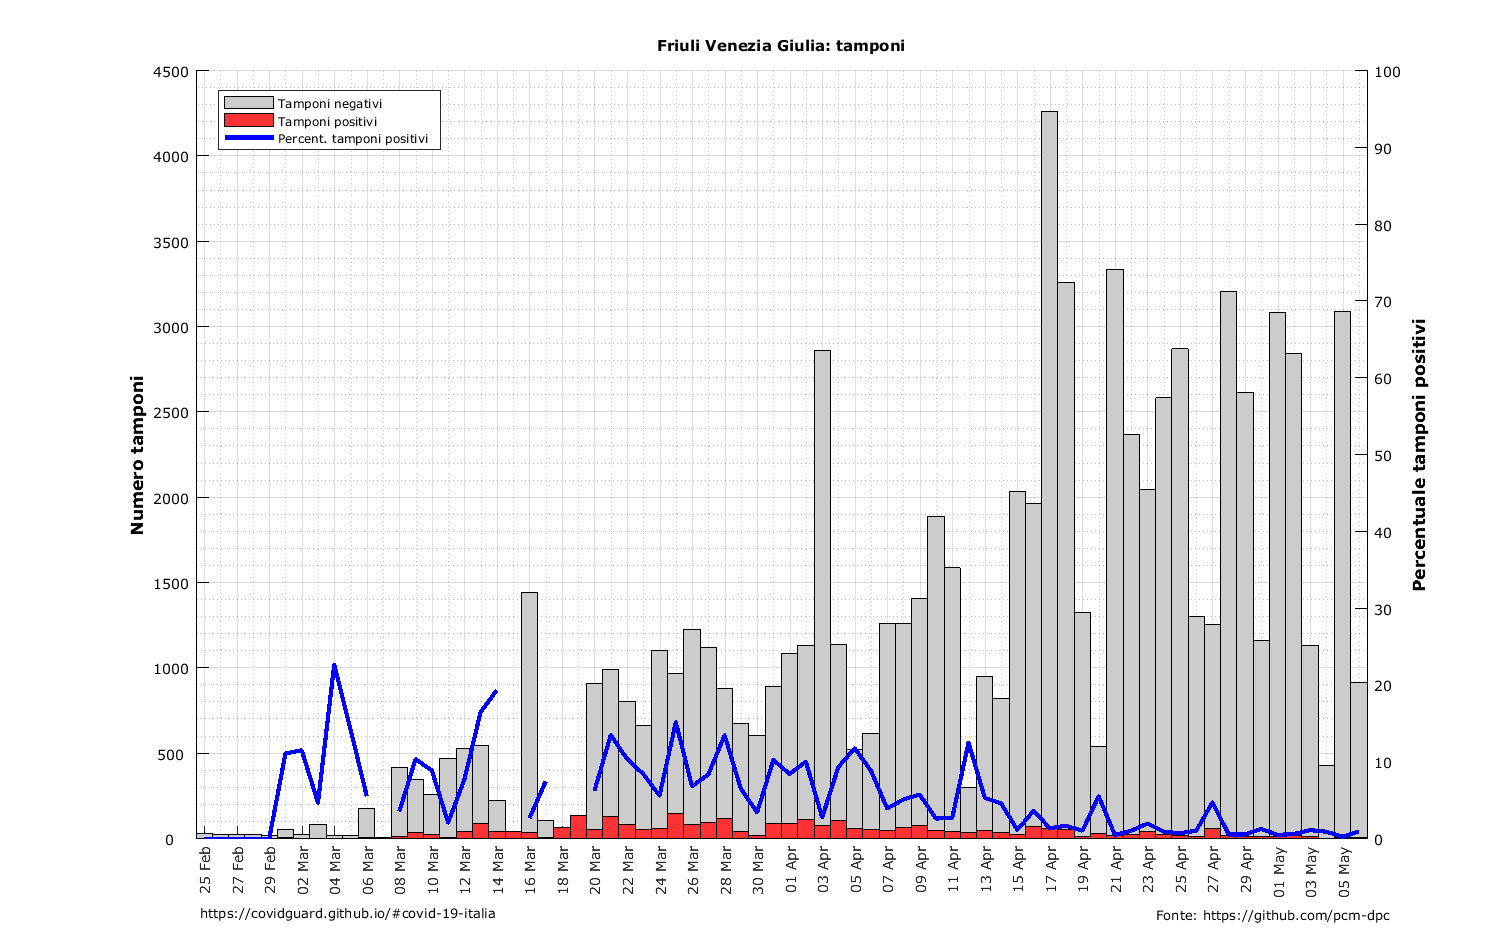 Friuli Venezia Giulia: tamponi
Tamponi negativi
Tamponi positivi
Percent. tamponi positivi
Numero tamponi
4500
4000
3500
3000
2500
2000
1500
1000
500
0
100
90
80
70
60
50
40
30
20
10
0
Percentuale tamponi positivi
25 Feb
27 Feb
29 Feb
02 Mar
04 Mar
06 Mar
08 Mar
10 Mar
12 Mar
14 Mar
16 Mar
18 Mar
20 Mar
22 Mar
24 Mar
26 Mar
28 Mar
30 Mar
01 Apr
03 Apr
05 Apr
07 Apr
09 Apr
11 Apr
13 Apr
15 Apr
17 Apr
19 Apr
21 Apr
23 Apr
25 Apr
27 Apr
29 Apr
01 May
03 May
05 May
https://covidguard.github.io/#covid-19-italia
Fonte: https://github.com/pcm-dpc